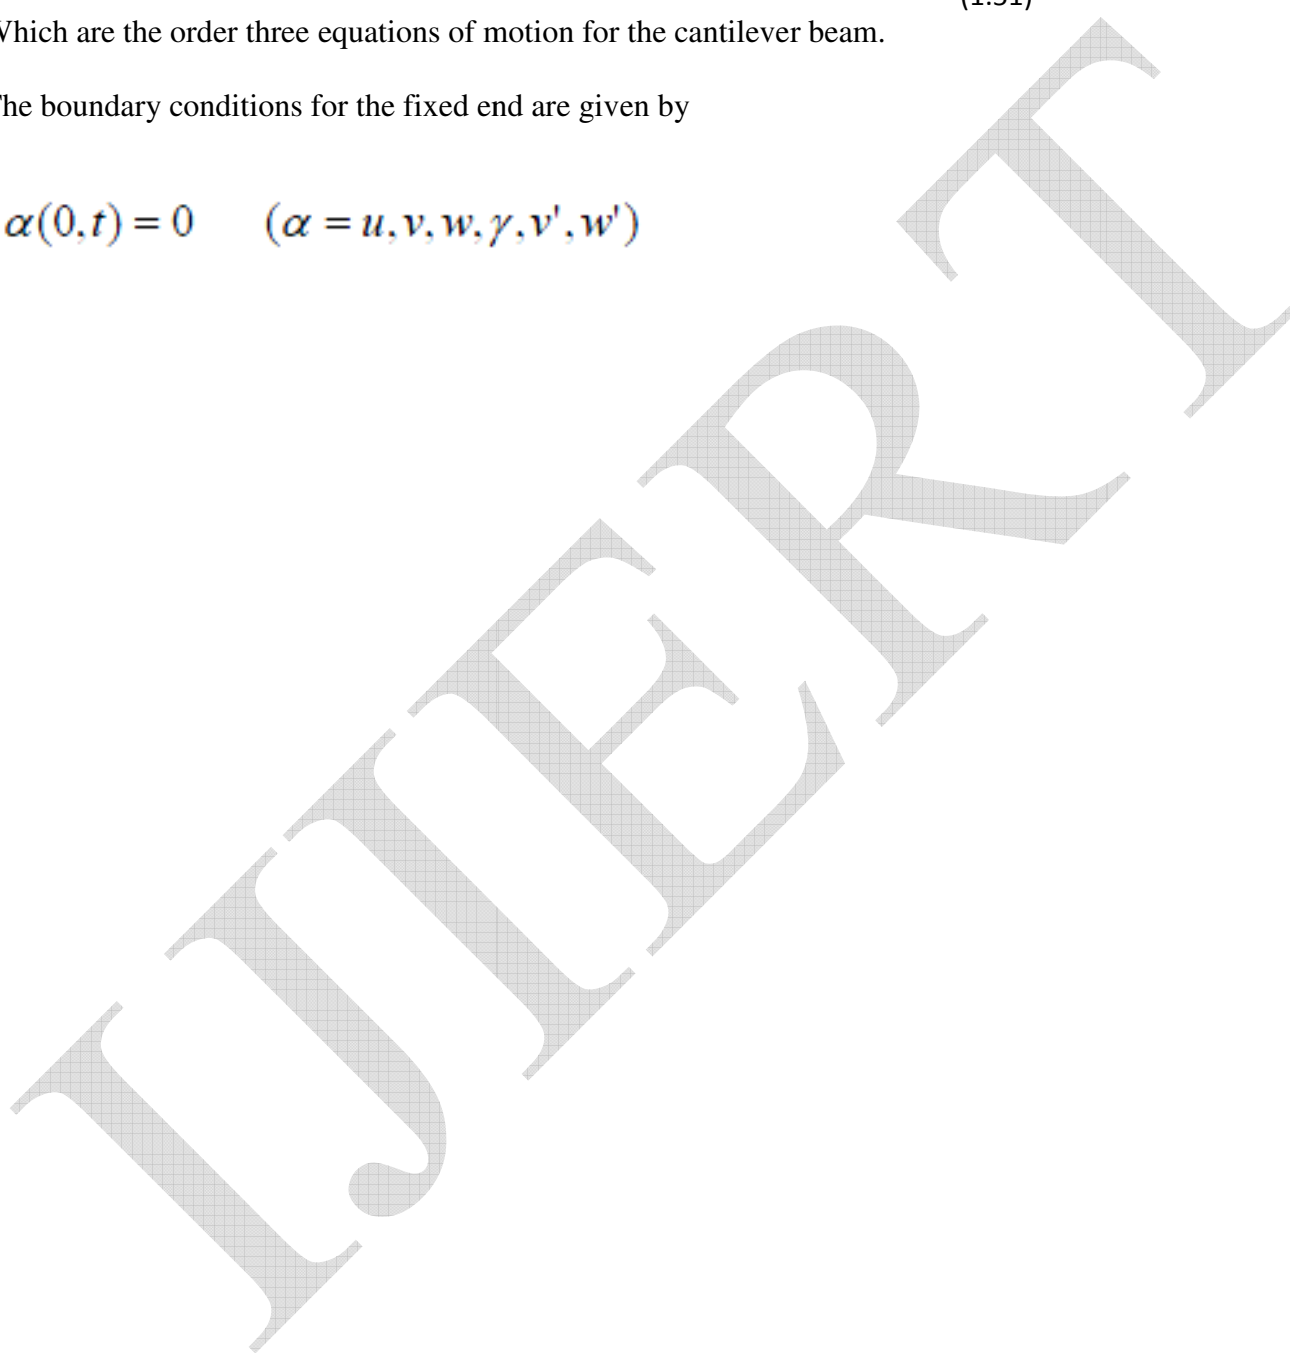 (1.31)
Which are the order three equations of motion for the cantilever beam.
The boundary conditions for the fixed end are given by
α(0,t) = 0 (α = u,v,w,γ,v',w')
IJIERT